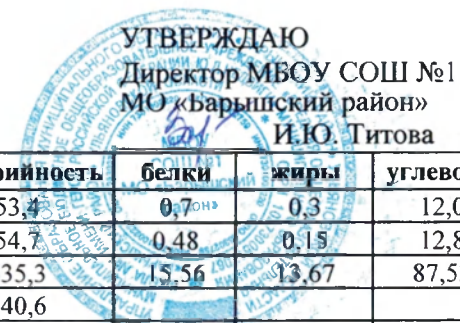 УТВЕРЖДАЮ
Директор МБОУ СОШ №1
МО «Барышский район»
И.Ю. Титова
рийность белки жиры углево
53,4 0,7 0,3 12,0
54,7 0,48 0,15 12,8
35,3 15,56 13,67 87,5
40,6